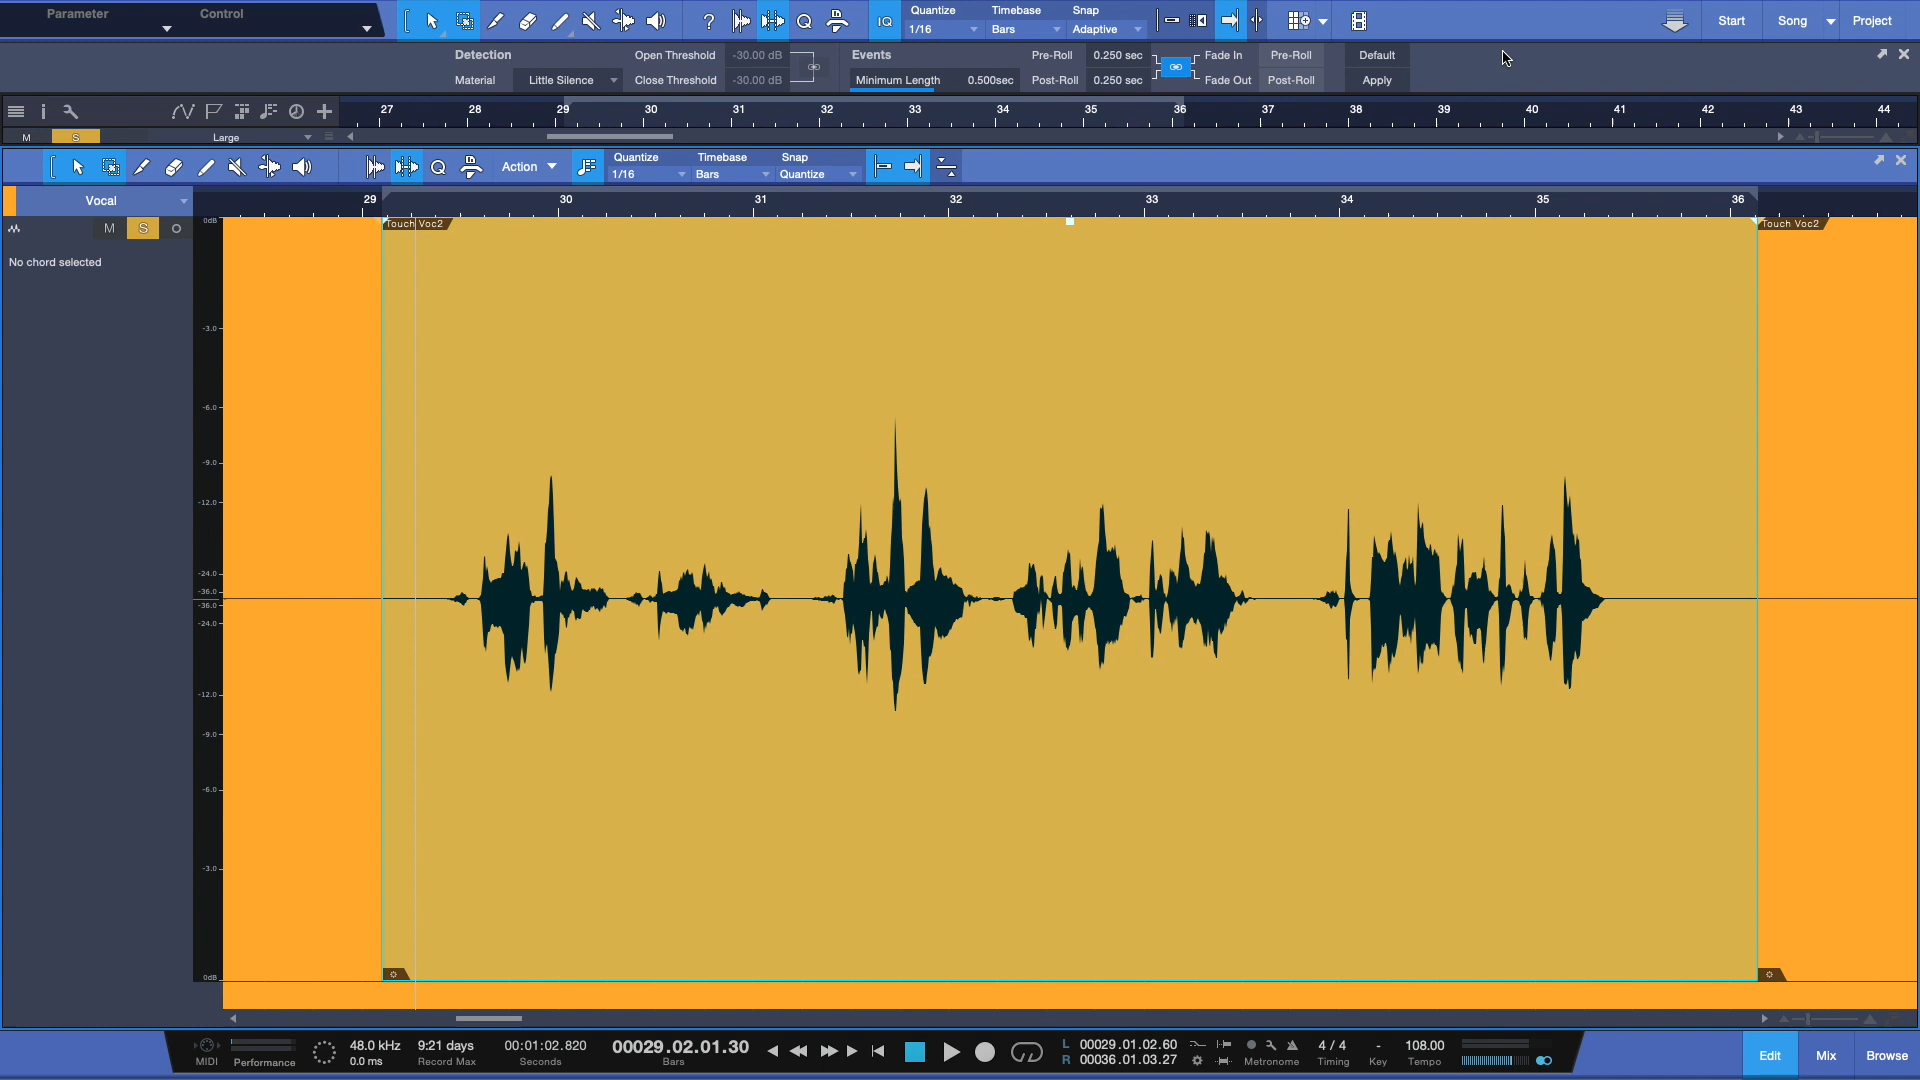 Parameter Control
? IQ Quantize Timebase Snap Start Song Project
1/16 Bars Adaptive
Detection Open Threshold -30.00 dB Events Pre-Roll 0.250 sec Fade In Pre-Roll Default
Material Little Silence Close Threshold -30.00 dB Minimum Length 0.500sec Post-Roll 0.250 sec Fade Out Post-Roll Apply
27 28 29 30 31 32 33 34 35 36 37 38 39 40 41 42 43 44
M S Large
Q Action Quantize Timebase Snap
1/16 Bars Quantize
Vocal 29 30 31 32 33 34 35 36
M S 0dB Touch Voc2 Touch Voc2
No chord selected
-3.0
-6.0
-9.0
-12.0
-24.0
-36.0
-36.0
-24.0
-12.0
-9.0
-6.0
-3.0
0dB
48.0 kHz 9:21 days 00:01:02.820 00029.02.01.30 L 00029.01.02.60 4 / 4 - 108.00 Edit Mix Browse
MIDI Performance 0.0 ms Record Max Seconds Bars R 00036.01.03.27 Metronome Timing Key Tempo